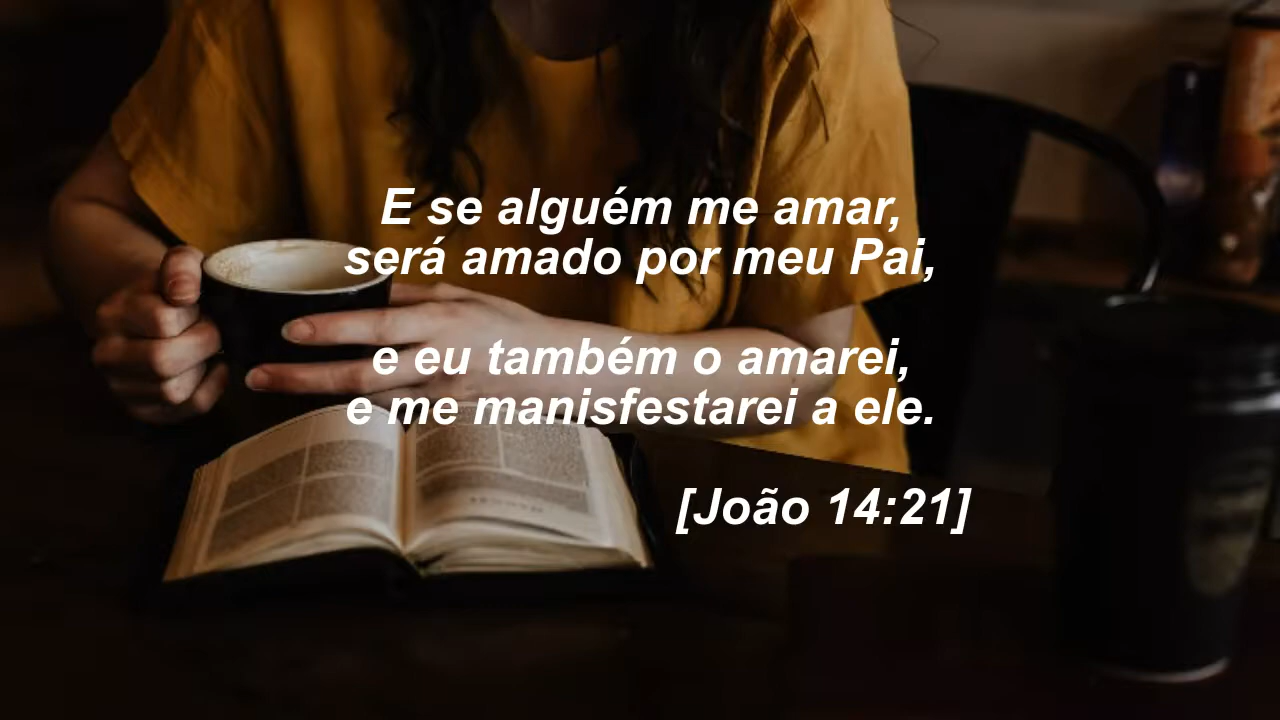 E se alguém me amar,
será amado por meu Pai,
e eu também o amarei,
e me manisfestarei a ele.
[João 14:21]